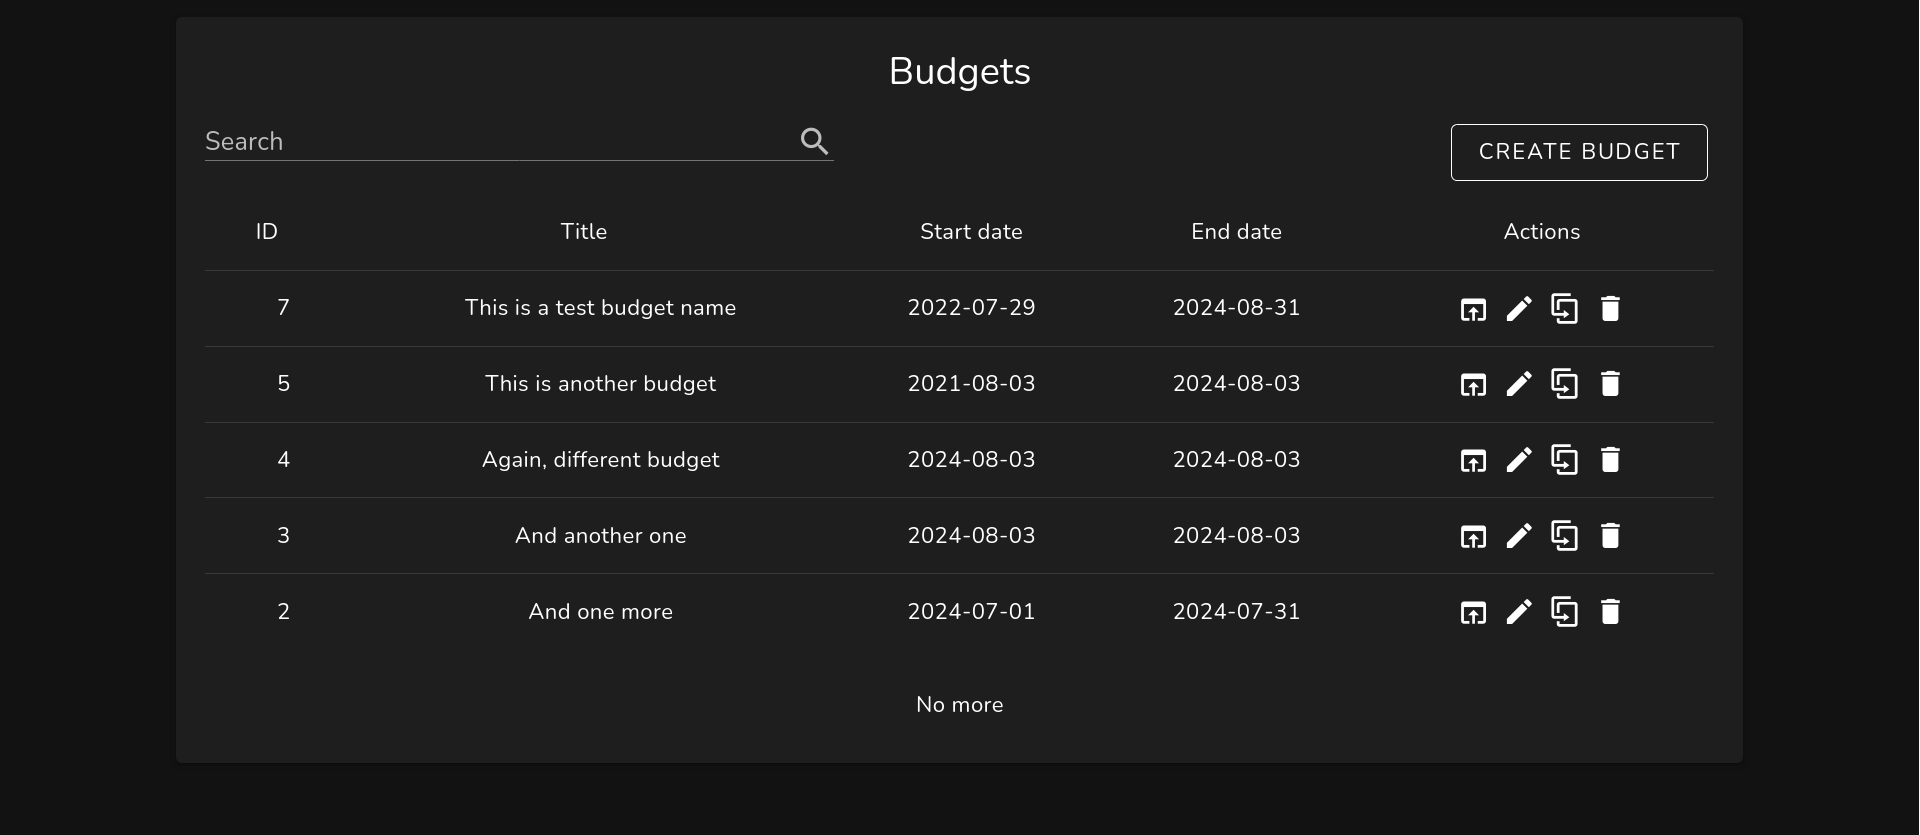 Budgets
Search
CREATE BUDGET
ID Title Start date End date Actions
7 This is a test budget name 2022-07-29 2024-08-31
5 This is another budget 2021-08-03 2024-08-03
4 Again, different budget 2024-08-03 2024-08-03
3 And another one 2024-08-03 2024-08-03
2 And one more 2024-07-01 2024-07-31
No more